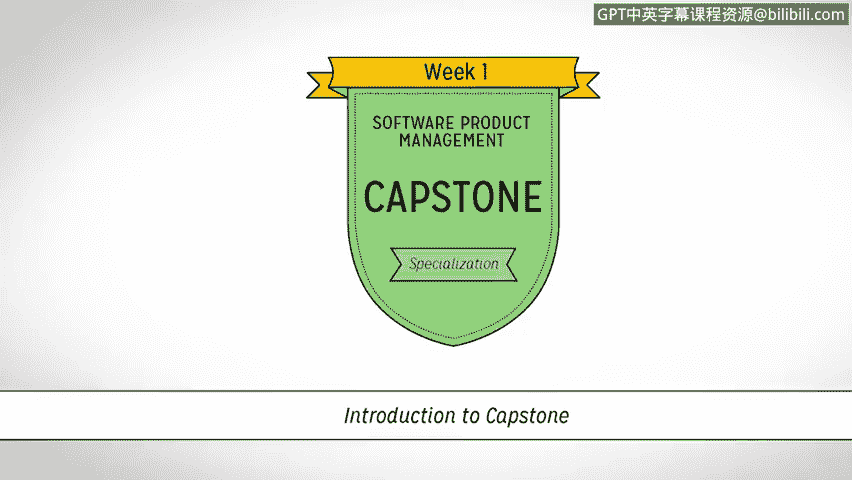 GPT中英字幕课程资源@bilibili.com
Week 1
SOFTWARE PRODUCT
MANAGEMENT
CAPSTONE
Specialization
Introduction to Capstone